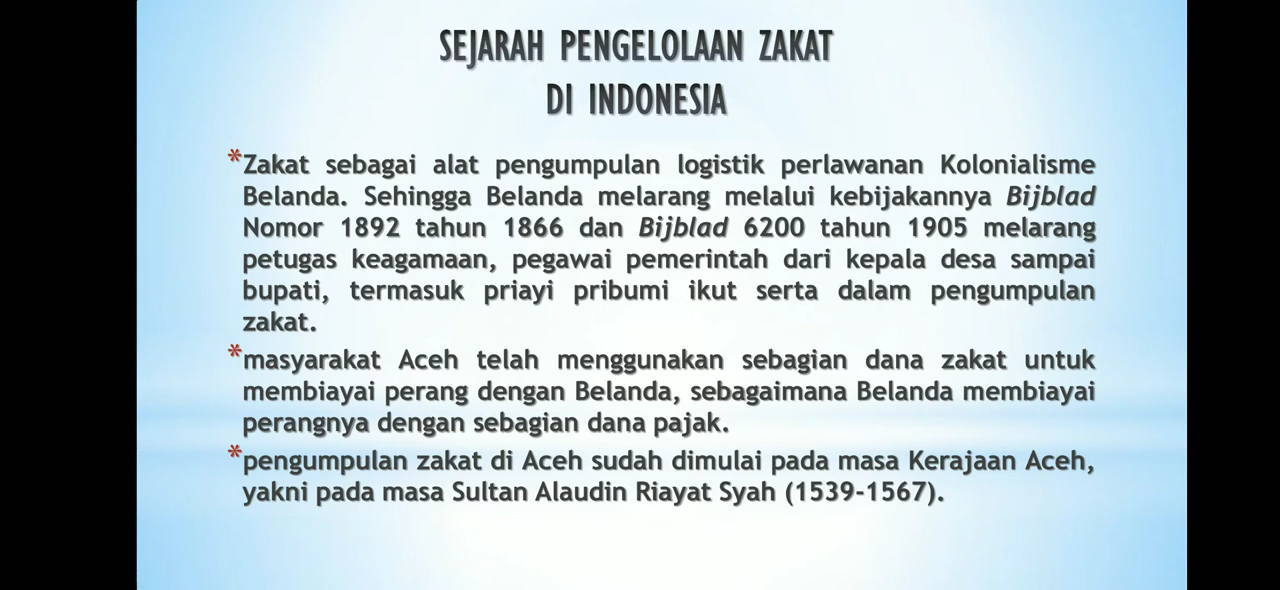 SEJARAH PENGELOLAAN ZAKAT
DI INDONESIA
*Zakat sebagai alat pengumpulan logistik perlawanan Kolonialisme
Belanda. Sehingga Belanda melarang melalui kebijakannya Bijblad
Nomor 1892 tahun 1866 dan Bijblad 6200 tahun 1905 melarang
petugas keagamaan, pegawai pemerintah dari kepala desa sampai
bupati, termasuk priayi pribumi ikut serta dalam pengumpulan
zakat.
*masyarakat Aceh telah menggunakan sebagian dana zakat untuk
membiayai perang dengan Belanda, sebagaimana Belanda membiayai
perangnya dengan sebagian dana pajak.
*pengumpulan zakat di Aceh sudah dimulai pada masa Kerajaan Aceh,
yakni pada masa Sultan Alaudin Riayat Syah (1539-1567).